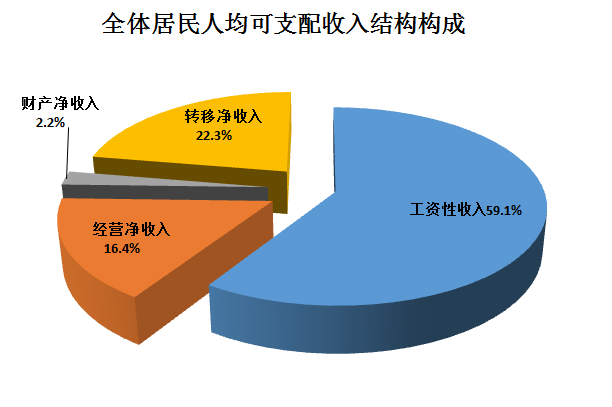 全体居民人均可支配收入结构构成
财产净收入
2.2%
转移净收入
22.3%
工资性收入59.1%
经营净收入
16.4%